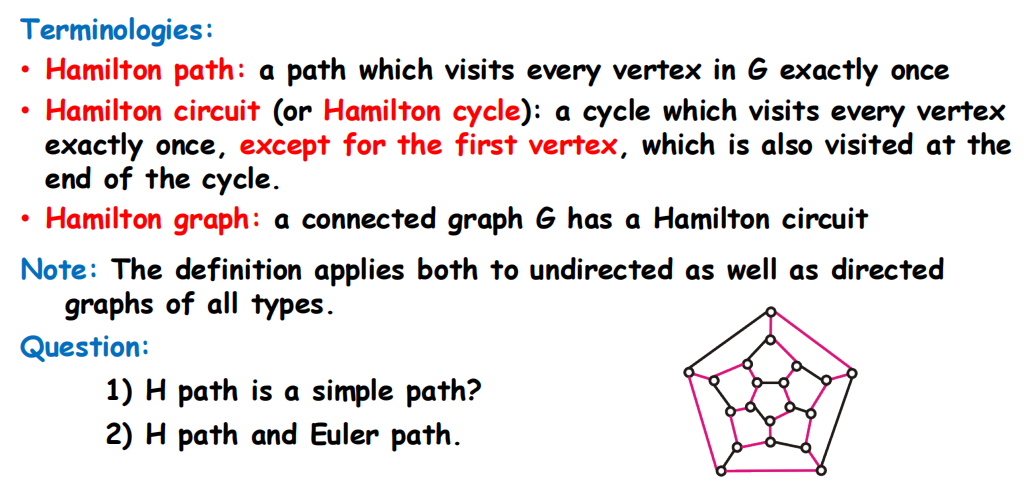 Terminologies:
• Hamilton path: a path which visits every vertex in G exactly once
• Hamilton circuit (or Hamilton cycle): a cycle which visits every vertex
exactly once, except for the first vertex, which is also visited at the
end of the cycle.
• Hamilton graph: a connected graph G has a Hamilton circuit
Note: The definition applies both to undirected as well as directed
graphs of all types.
Question:
1) H path is a simple path?
2) H path and Euler path.